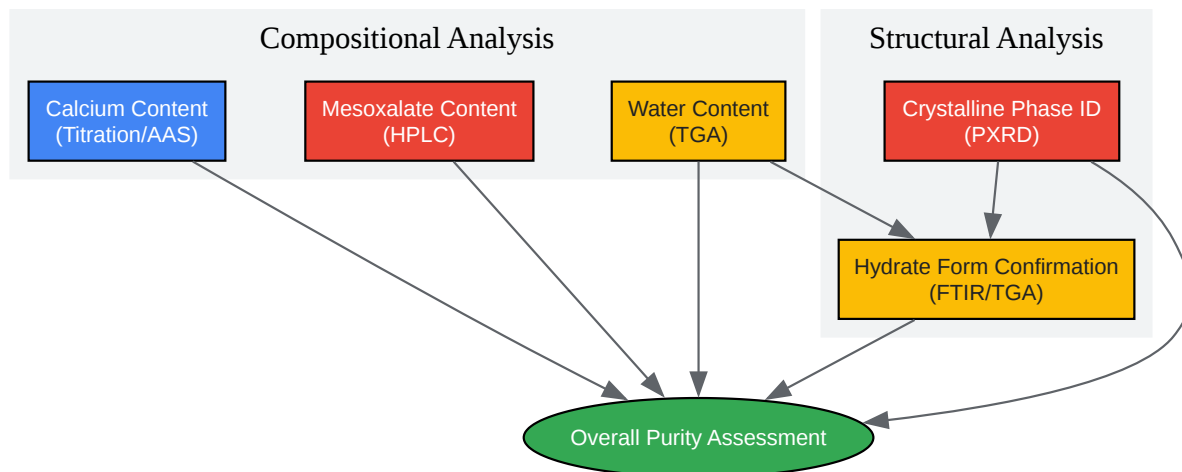 Compositional Analysis
Structural Analysis
Calcium Content
(Titration/AAS)
Mesoxalate Content
(HPLC)
Water Content
(TGA)
Crystalline Phase ID
(PXRD)
Hydrate Form Confirmation
(FTIR/TGA)
Overall Purity Assessment